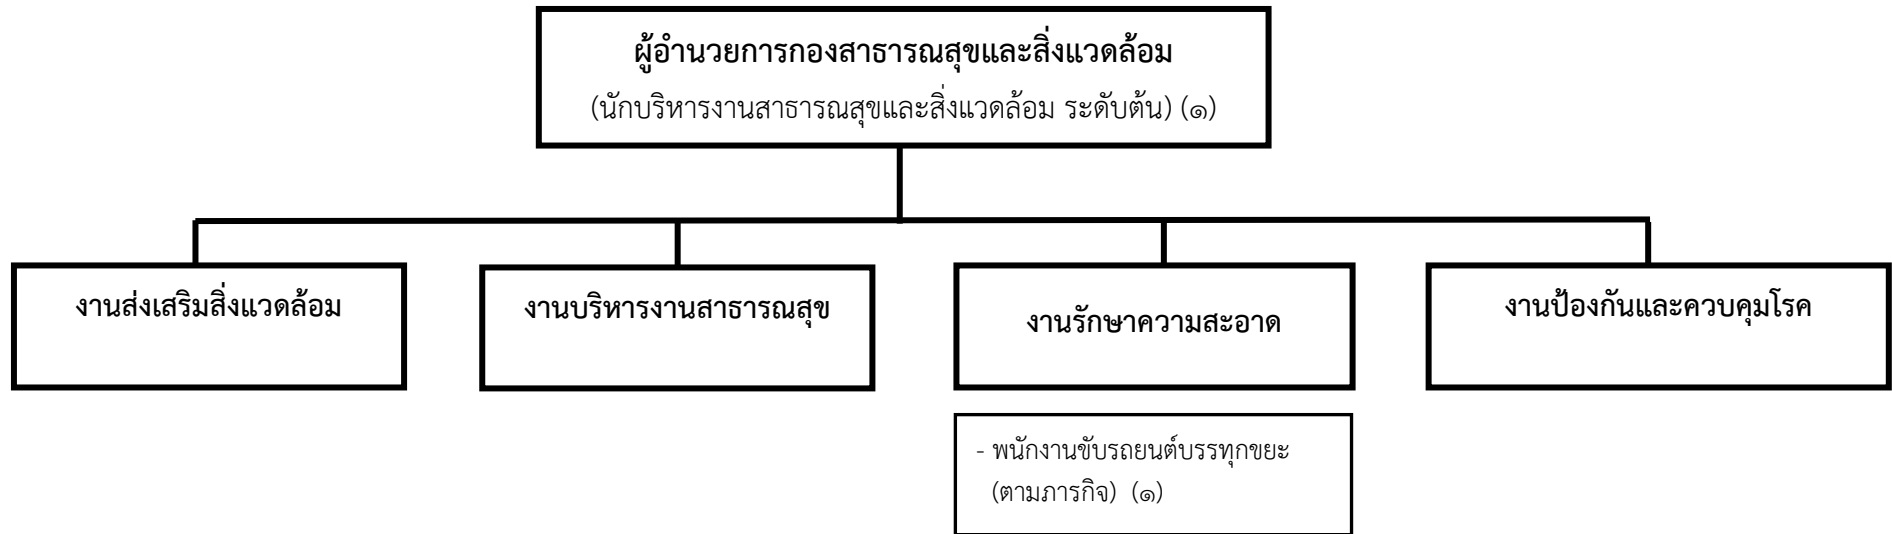 ผู้อำนวยการกองสาธารณสุขและสิ่งแวดล้อม
(นักบริหารงานสาธารณสุขและสิ่งแวดล้อม ระดับต้น) (๑)
งานส่งเสริมสิ่งแวดล้อม
งานบริหารงานสาธารณสุข
งานรักษาความสะอาด
งานป้องกันและควบคุมโรค
- พนักงานขับรถยนต์บรรทุกขยะ
(ตามภารกิจ) (๑)